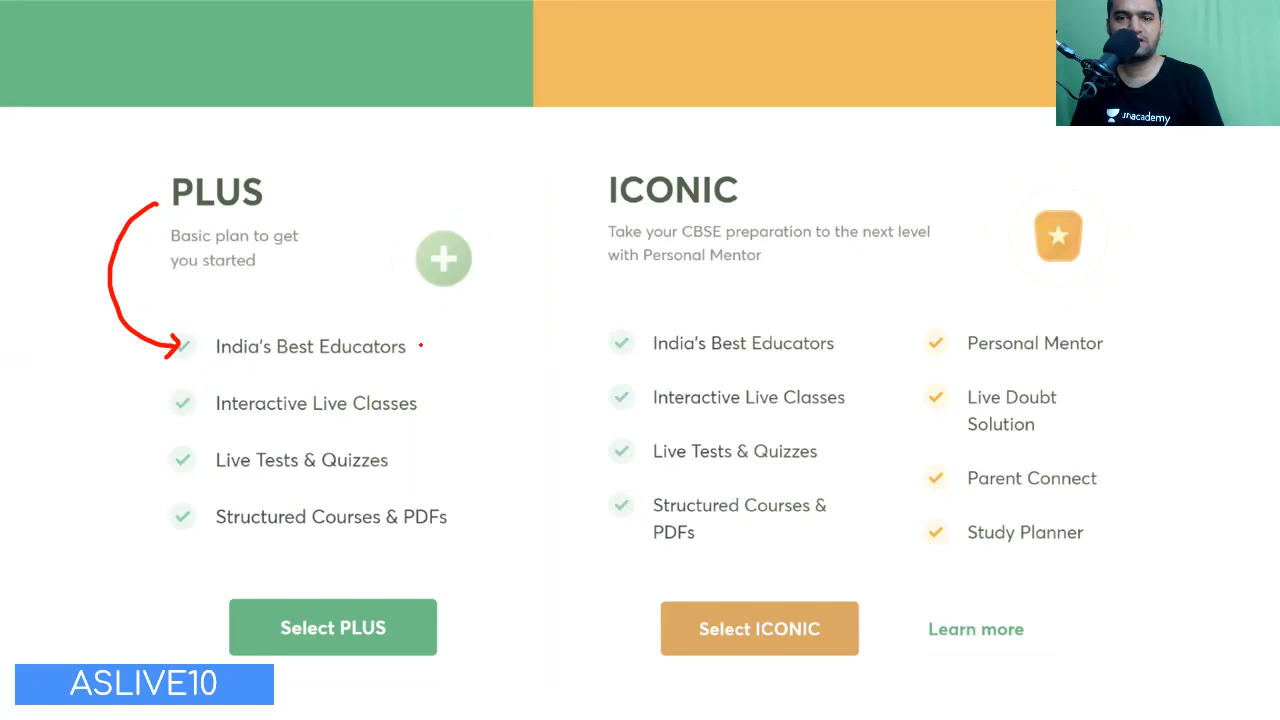 unacademy
PLUS
Basic plan to get
you started
India's Best Educators
Interactive Live Classes
Live Tests & Quizzes
Structured Courses & PDFs
Select PLUS
ICONIC
Take your CBSE preparation to the next level
with Personal Mentor
India's Best Educators
Interactive Live Classes
Live Tests & Quizzes
Structured Courses &
PDFs
Personal Mentor
Live Doubt
Solution
Parent Connect
Study Planner
Select ICONIC
Learn more
ASLIVE10